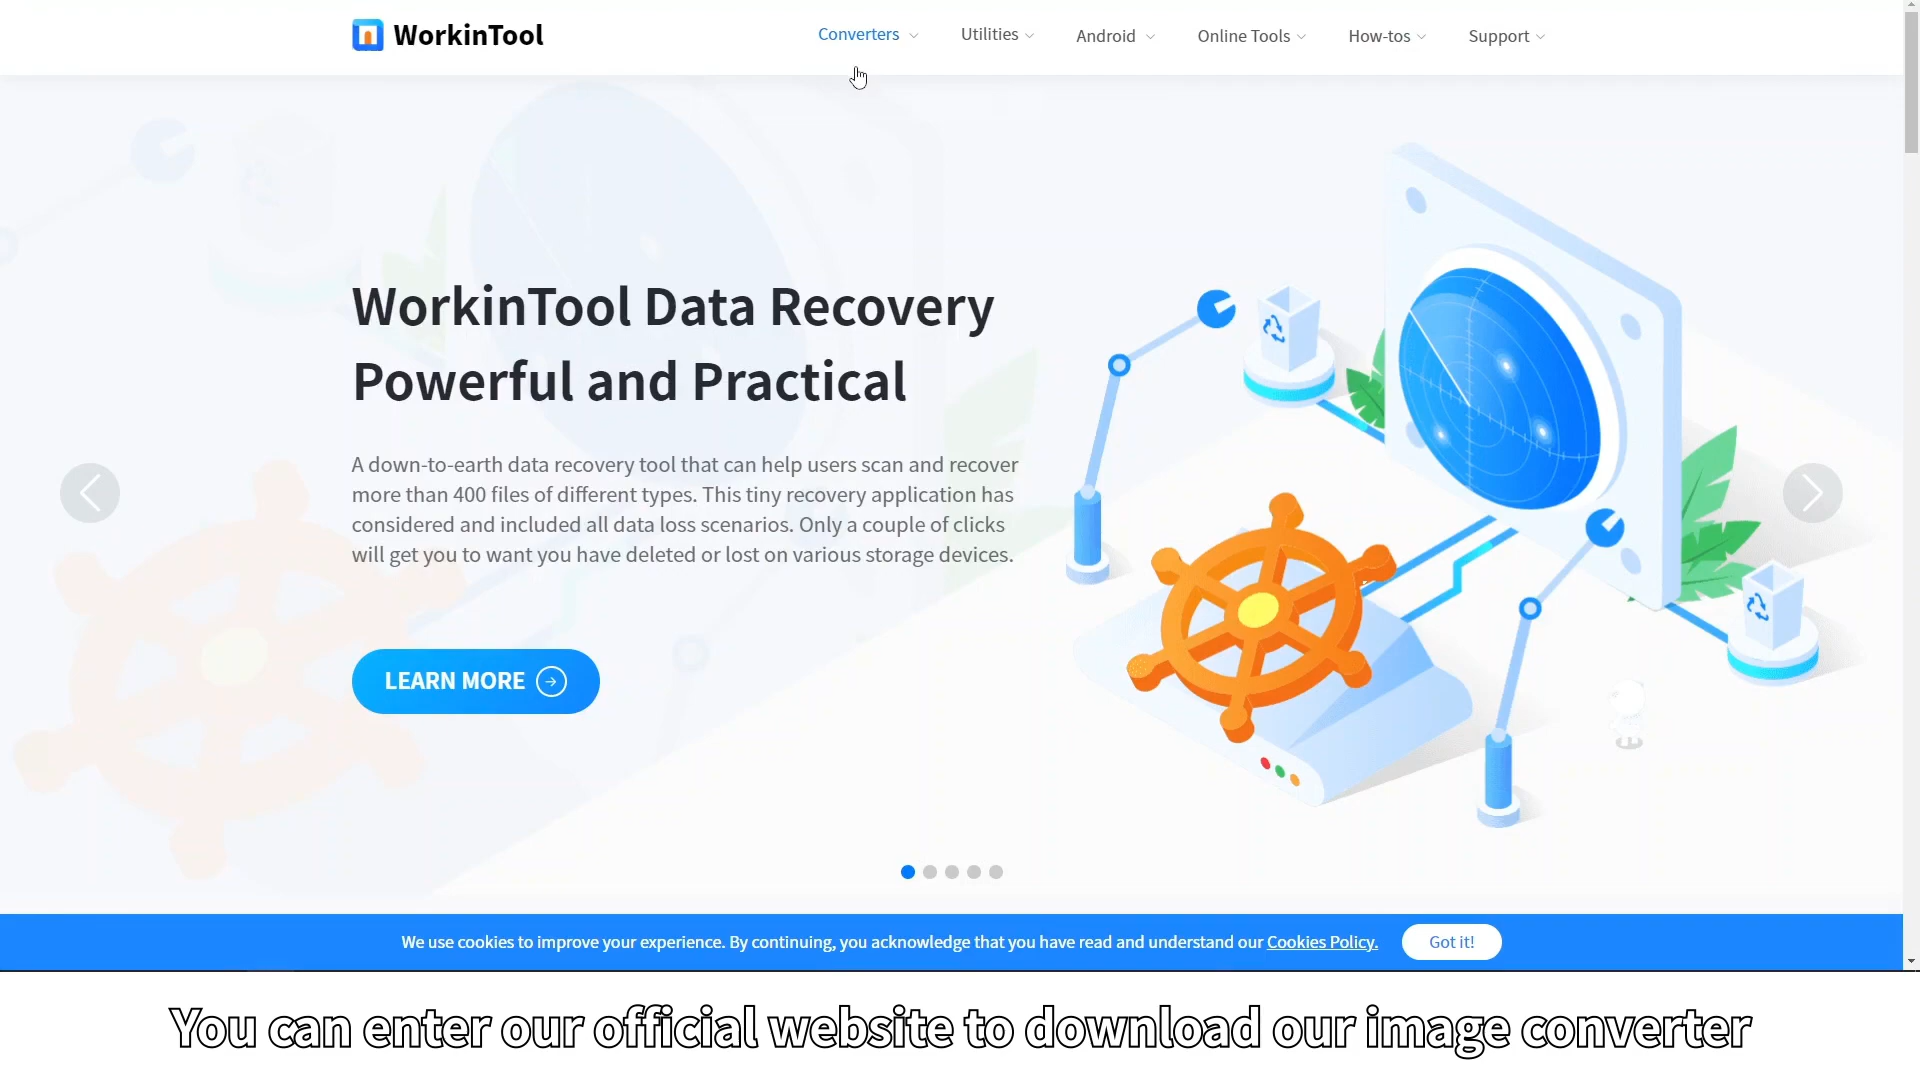 WorkinTool
Converters
Utilities
Android
Online Tools
How-tos
Support
WorkinTool Data Recovery
Powerful and Practical
A down-to-earth data recovery tool that can help users scan and recover
more than 400 files of different types. This tiny recovery application has
considered and included all data loss scenarios. Only a couple of clicks
will get you to want you have deleted or lost on various storage devices.
LEARN MORE
We use cookies to improve your experience. By continuing, you acknowledge that you have read and understand our Cookies Policy.
Got it!
You can enter our official website to download our image converter